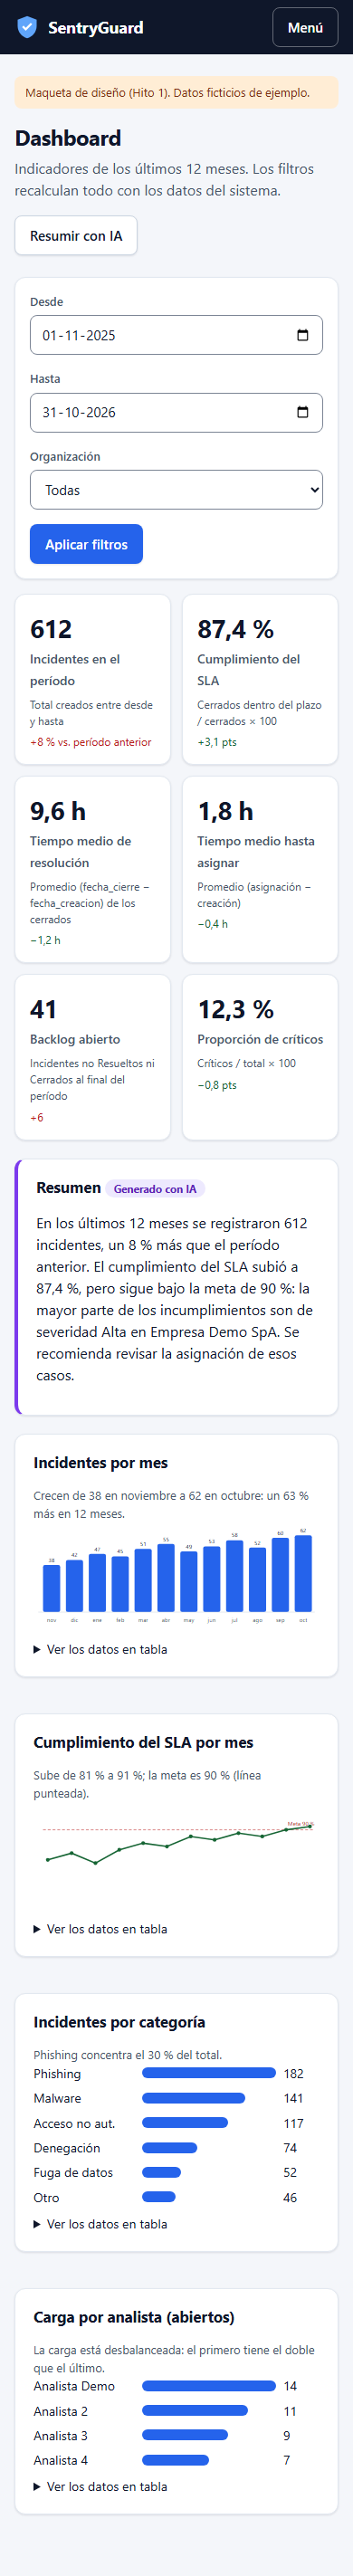 SentryGuard
Menú
Maqueta de diseño (Hito 1). Datos ficticios de ejemplo.
Dashboard
Indicadores de los últimos 12 meses. Los filtros
recalculan todo con los datos del sistema.
Resumir con IA
Desde
01-11-2025
Hasta
31-10-2026
Organización
Todas
Aplicar filtros
612
Incidentes en el
período
Total creados entre desde
y hasta
+8 % vs. período anterior
87,4 %
Cumplimiento del
SLA
Cerrados dentro del plazo
/ cerrados × 100
+3,1 pts
9,6 h
Tiempo medio de
resolución
Promedio (fecha_cierre −
fecha_creacion) de los
cerrados
−1,2 h
1,8 h
Tiempo medio hasta
asignar
Promedio (asignación −
creación)
−0,4 h
41
Backlog abierto
Incidentes no Resueltos ni
Cerrados al final del
período
+6
12,3 %
Proporción de críticos
Críticos / total × 100
−0,8 pts
Resumen Generado con IA
En los últimos 12 meses se registraron 612
incidentes, un 8 % más que el período
anterior. El cumplimiento del SLA subió a
87,4 %, pero sigue bajo la meta de 90 %: la
mayor parte de los incumplimientos son de
severidad Alta en Empresa Demo SpA. Se
recomienda revisar la asignación de esos
casos.
Incidentes por mes
Crecen de 38 en noviembre a 62 en octubre: un 63 %
más en 12 meses.
38 42 47 45 51 55 49 53 58 52 60 62
nov dic ene feb mar abr may jun jul ago sep oct
Ver los datos en tabla
Cumplimiento del SLA por mes
Sube de 81 % a 91 %; la meta es 90 % (línea
punteada).
Meta 90 %
Ver los datos en tabla
Incidentes por categoría
Phishing concentra el 30 % del total.
Phishing 182
Malware 141
Acceso no aut. 117
Denegación 74
Fuga de datos 52
Otro 46
Ver los datos en tabla
Carga por analista (abiertos)
La carga está desbalanceada: el primero tiene el doble
que el último.
Analista Demo 14
Analista 2 11
Analista 3 9
Analista 4 7
Ver los datos en tabla